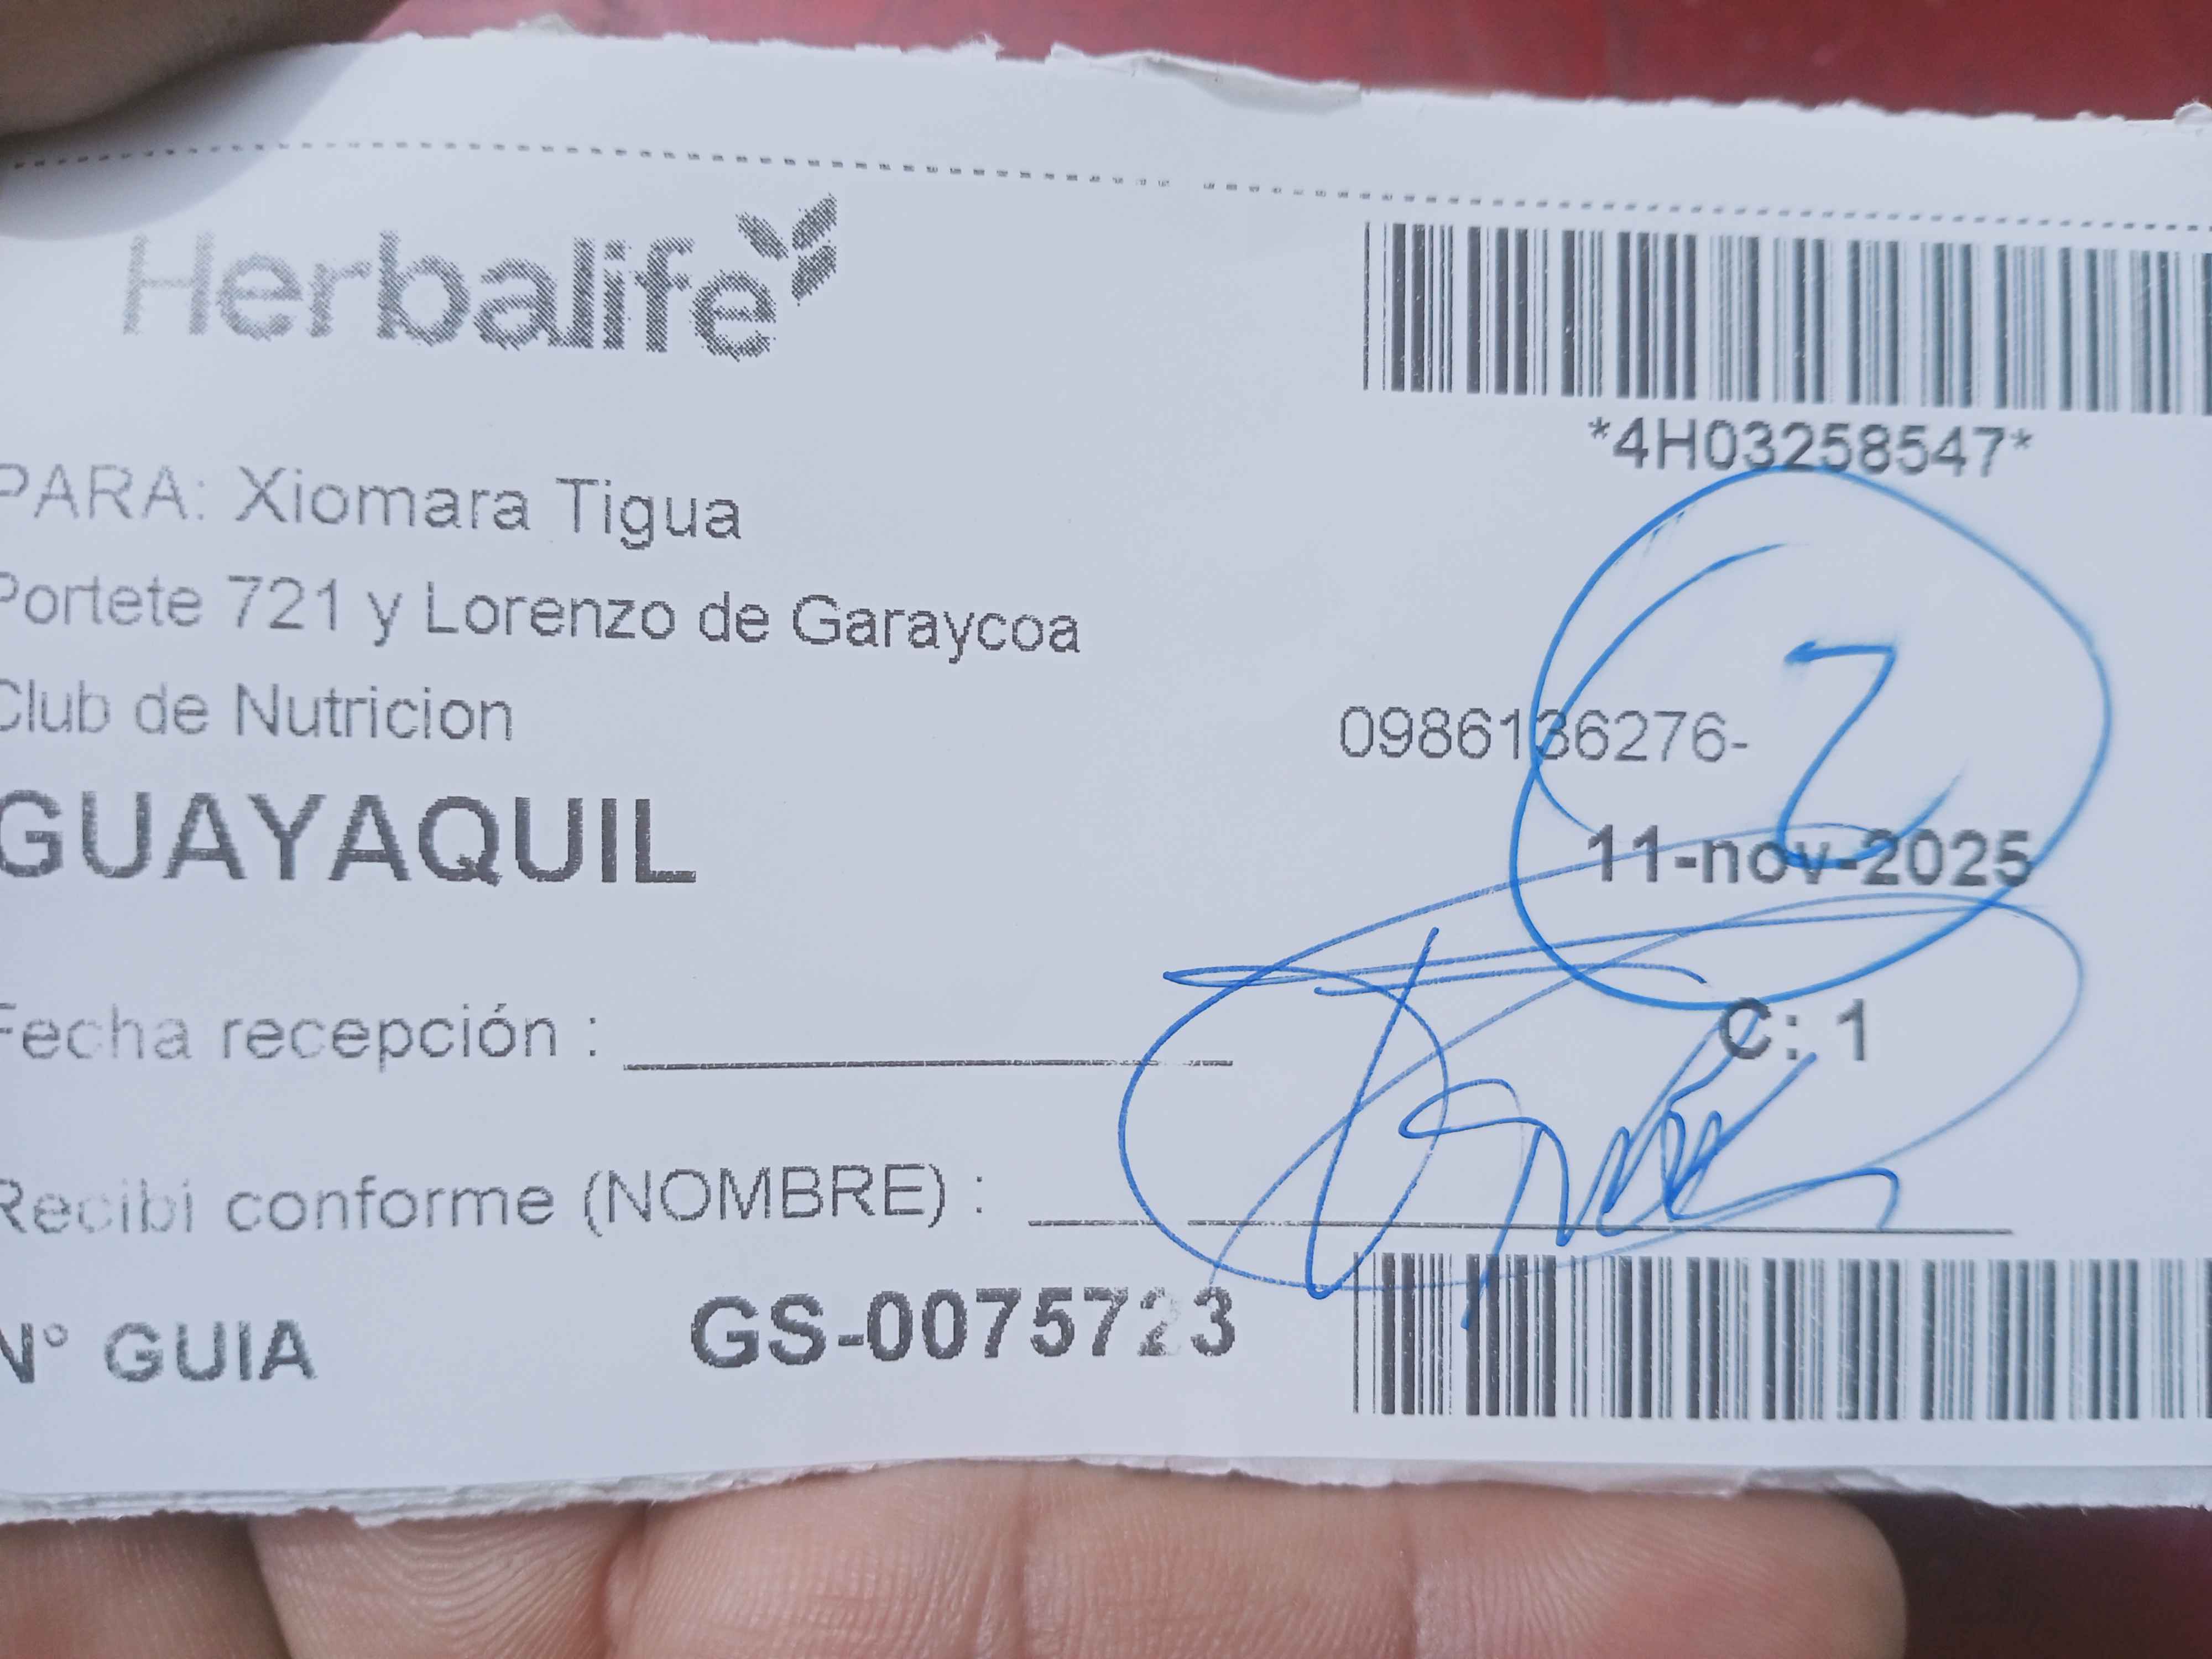 Herbalife
*4H03258547*
PARA: Xiomara Tigua
Portete 721 y Lorenzo de Garaycoa
Club de Nutricion
0986136276-
GUAYAQUIL
11-nov-2025
C: 1
Fecha recepción :
Recibi conforme (NOMBRE) :
N° GUIA GS-0075723